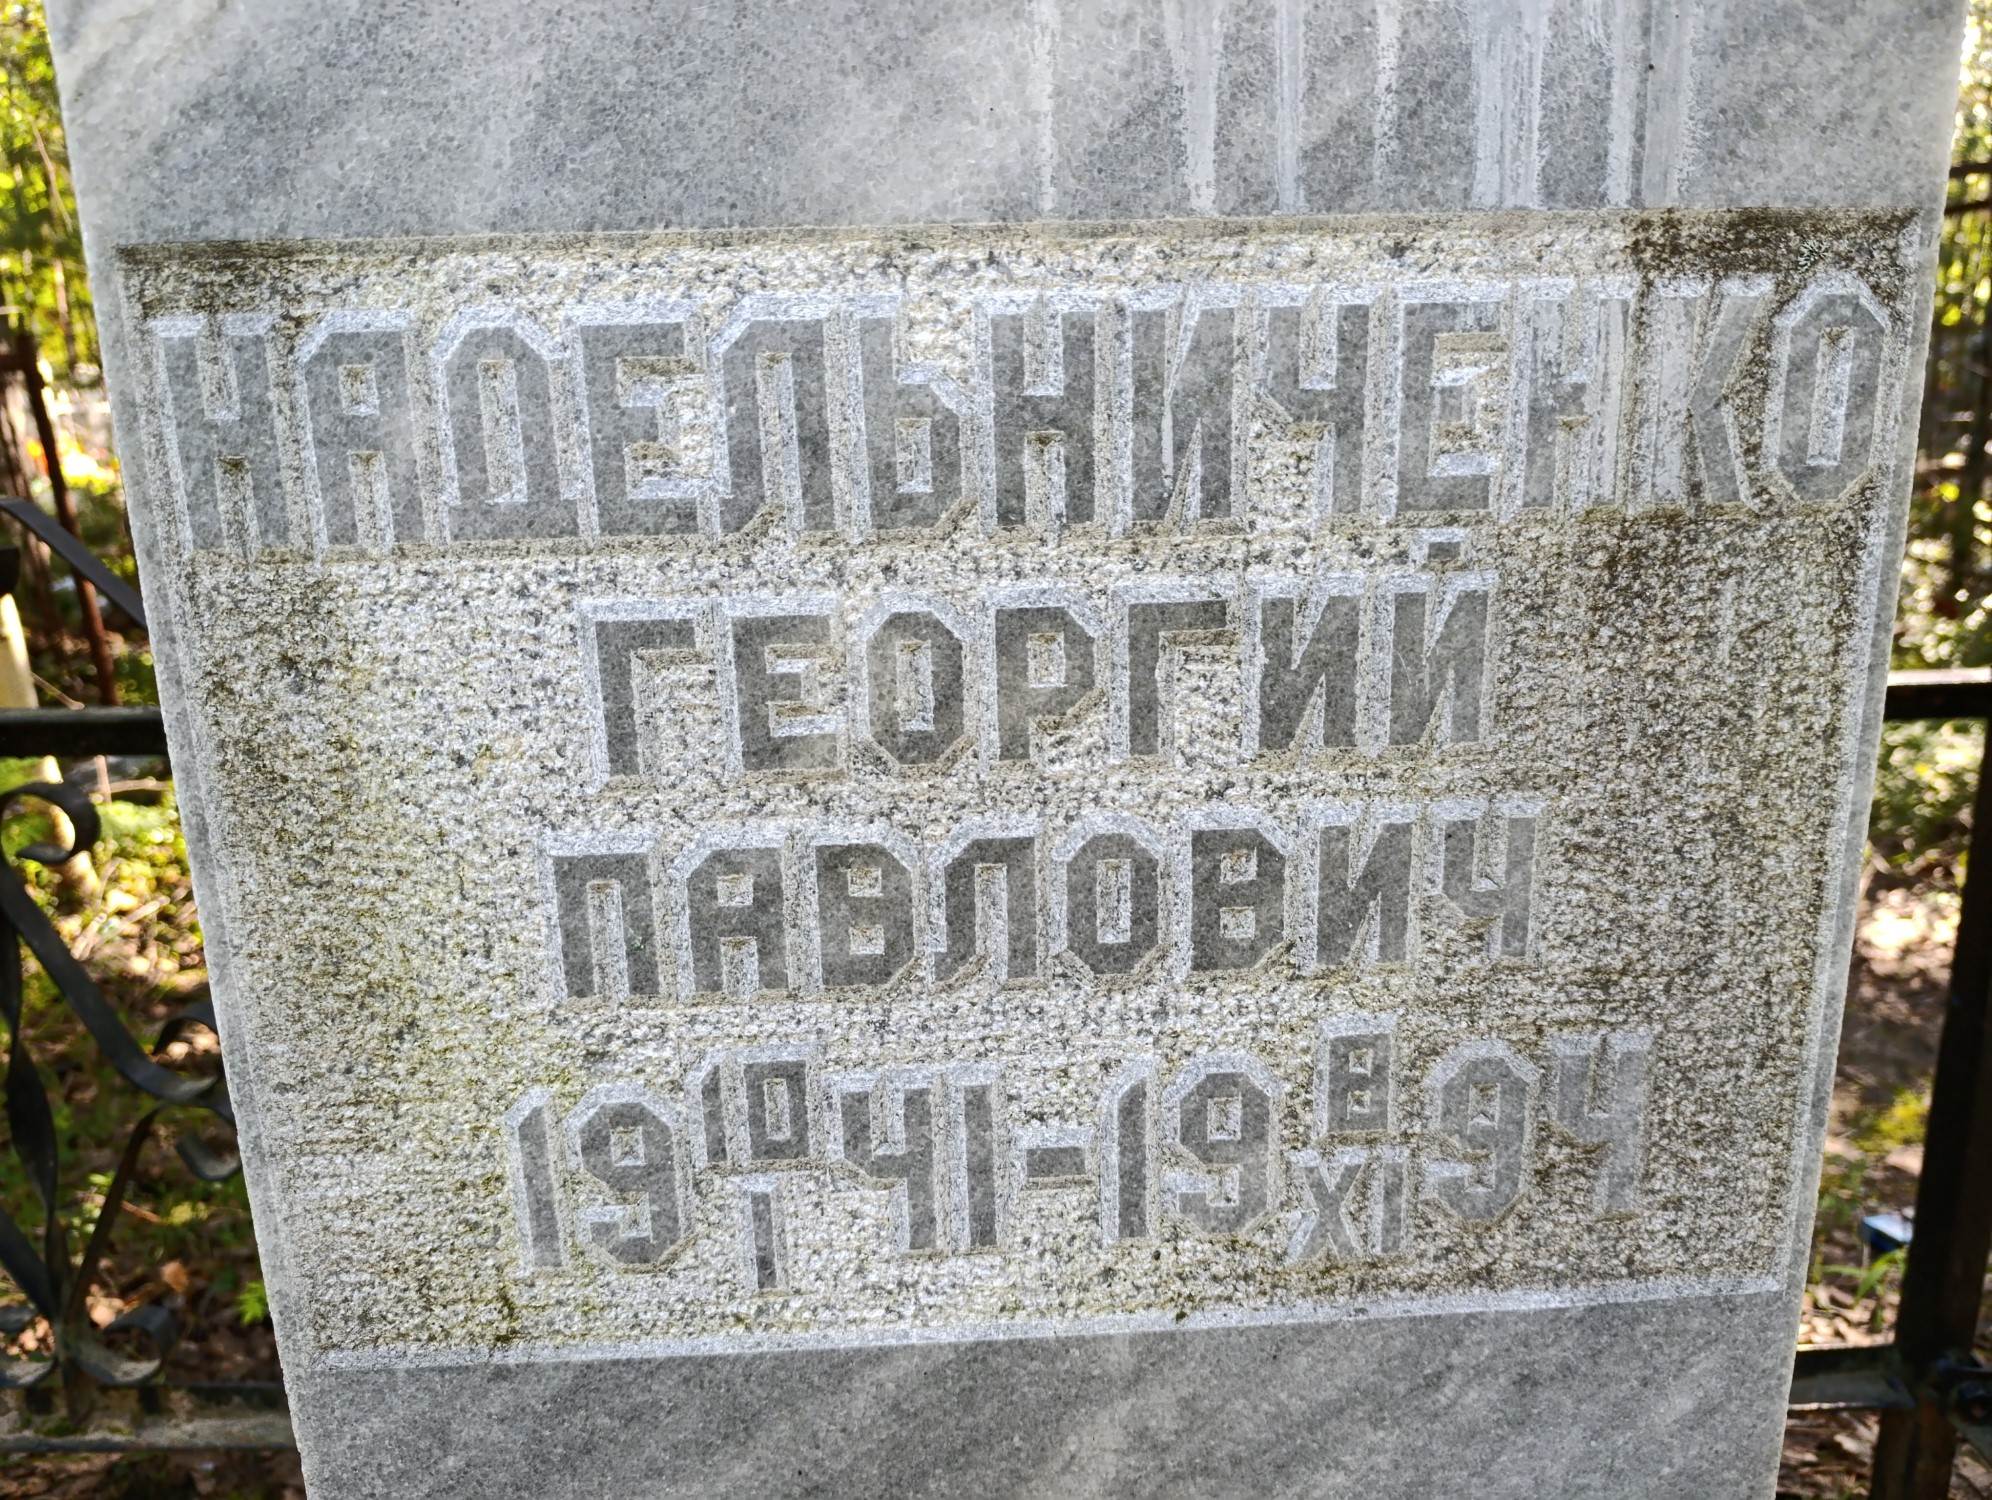 НАДЕЛЬНИЧЕНКО
ГЕОРГИЙ
ПАВЛОВИЧ
19 10/I 41-19 8/XI 94